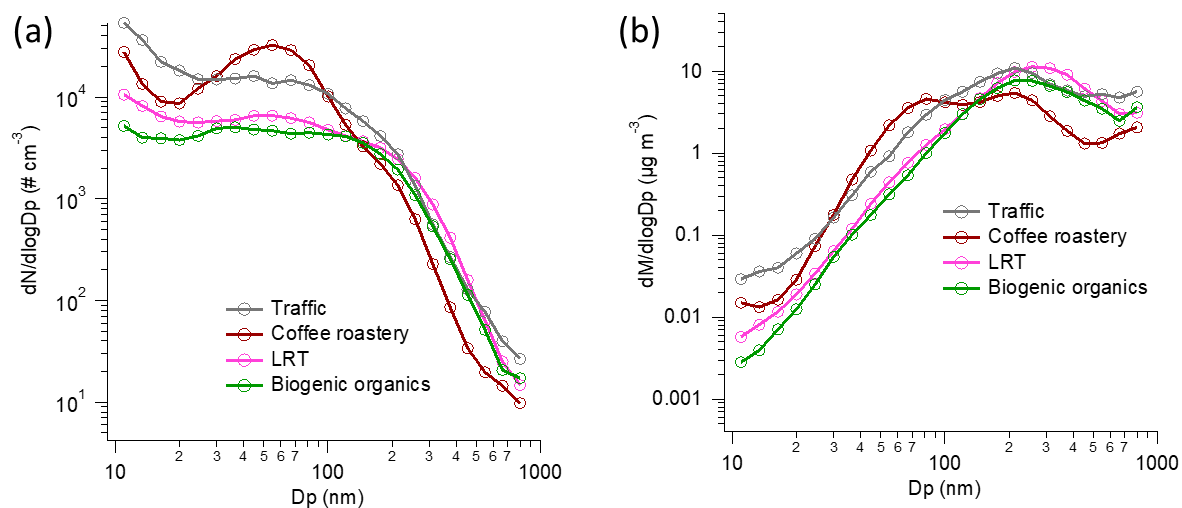 (a)
dN/dlogDp (# cm⁻³)
10⁴
10³
10²
10¹
Traffic
Coffee roastery
LRT
Biogenic organics
2 3 4 5 6 7 2 3 4 5 6 7
10 100 1000
Dp (nm)
(b)
dM/dlogDp (µg m⁻³)
10
1
0.1
0.01
0.001
Traffic
Coffee roastery
LRT
Biogenic organics
2 3 4 5 6 7 2 3 4 5 6 7
10 100 1000
Dp (nm)